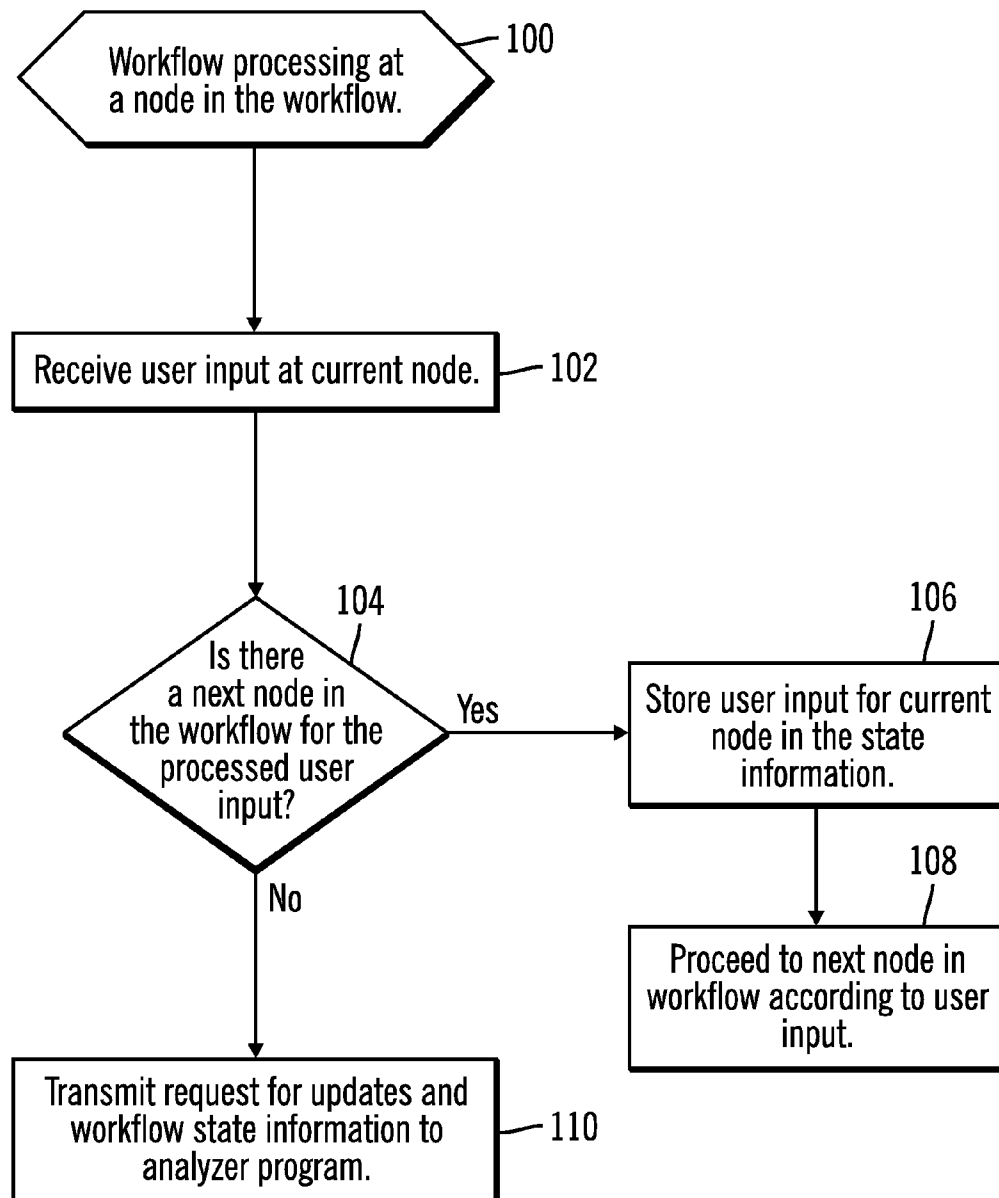 Workflow processing at
a node in the workflow.
100
Receive user input at current node.
102
104
Is there
a next node in
the workflow for the
processed user
input?
Yes
106
Store user input for current
node in the state
information.
108
Proceed to next node in
workflow according to user
input.
No
Transmit request for updates and
workflow state information to
analyzer program.
110